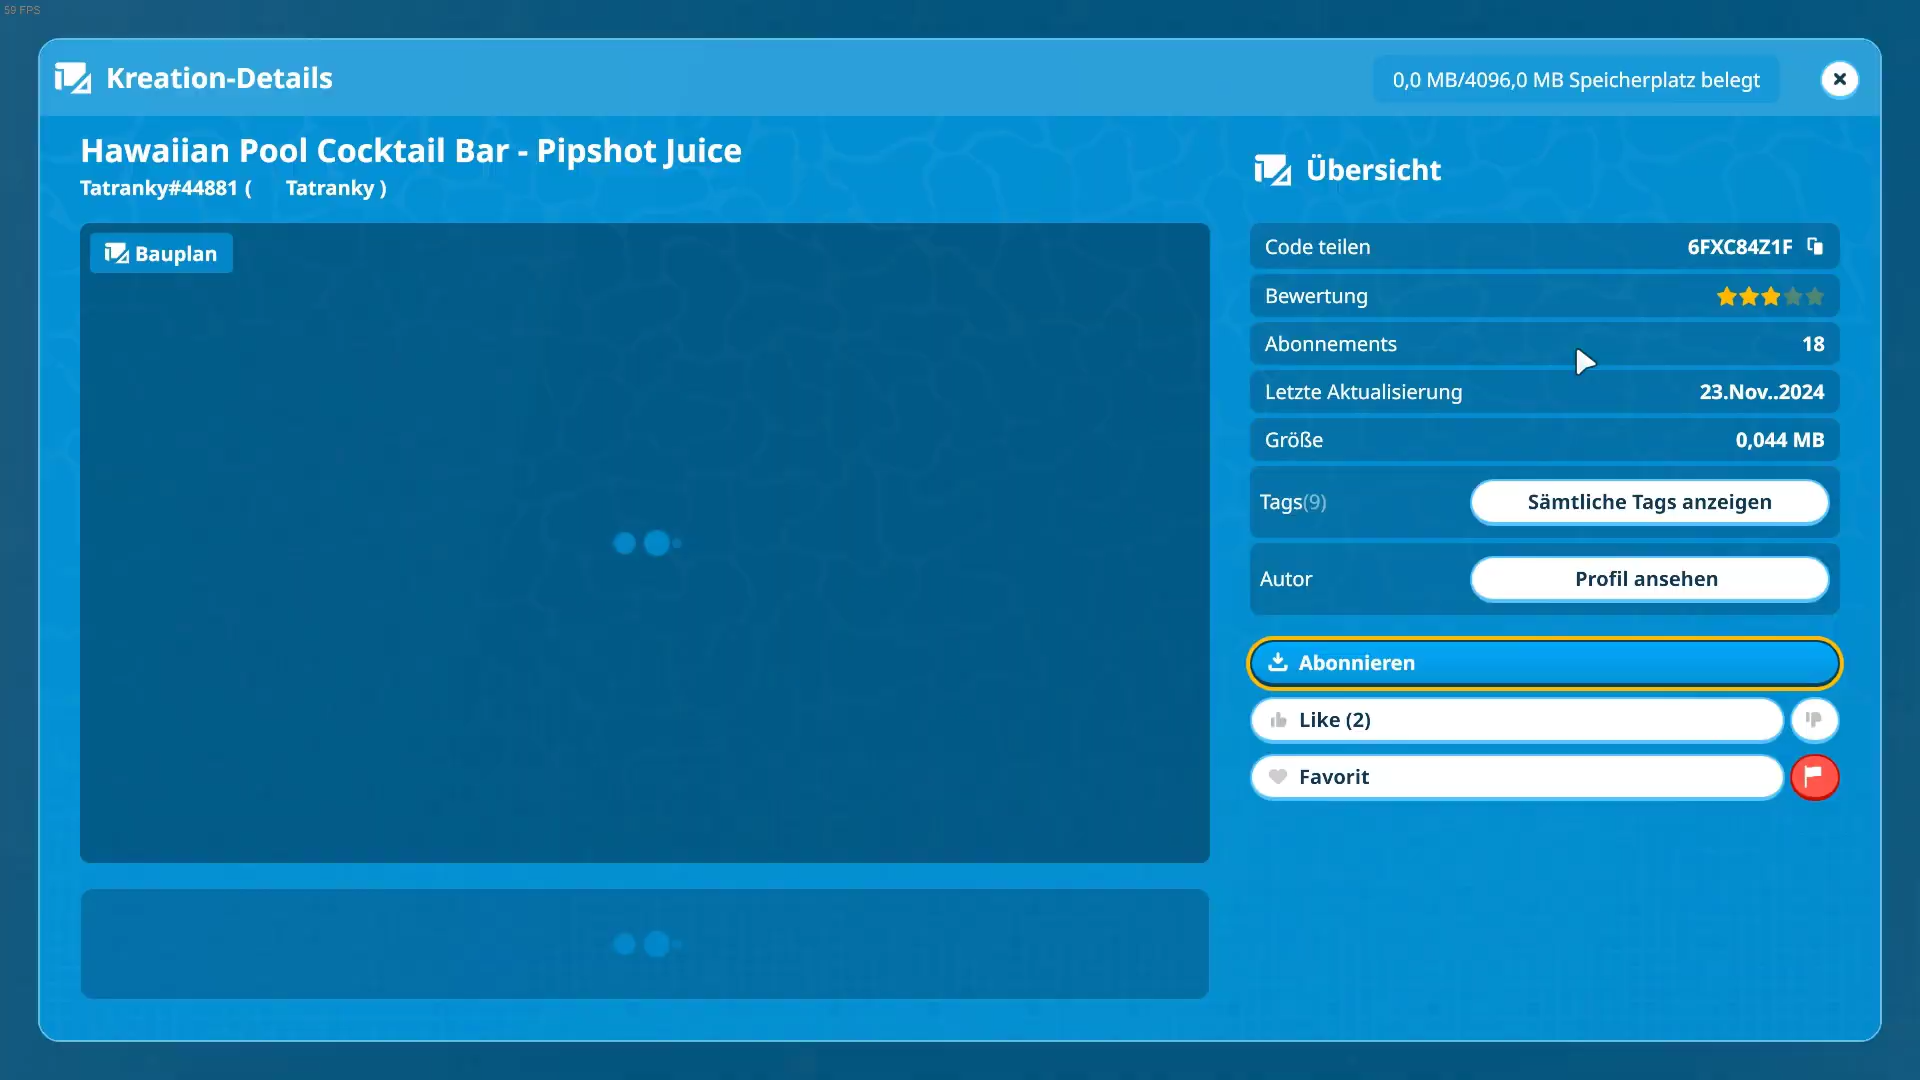 59 FPS
Kreation-Details
0,0 MB/4096,0 MB Speicherplatz belegt
Hawaiian Pool Cocktail Bar - Pipshot Juice
Tatranky#44881 ( Tatranky )
Bauplan
Übersicht
Code teilen 6FXC84Z1F
Bewertung
Abonnements 18
Letzte Aktualisierung 23.Nov..2024
Größe 0,044 MB
Tags(9) Sämtliche Tags anzeigen
Autor Profil ansehen
Abonnieren
Like (2)
Favorit